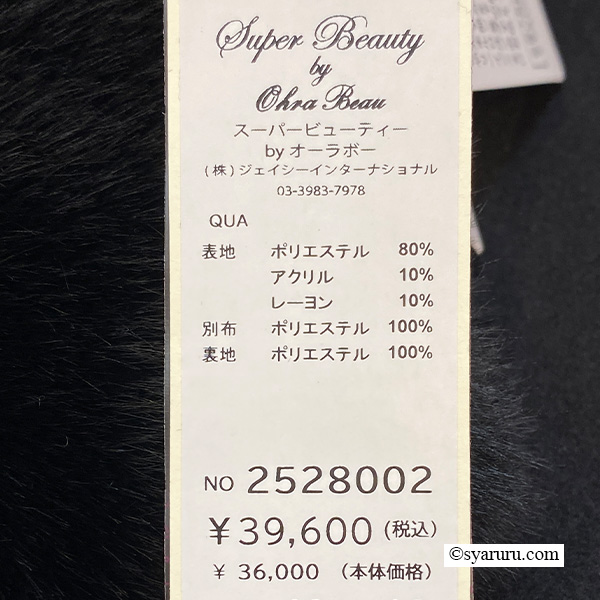 Super Beauty
by
Ohra Beau
スーパービューティー
by オーラボー
(株)ジェイシーインターナショナル
03-3983-7978
QUA
表地 ポリエステル 80%
アクリル 10%
レーヨン 10%
別布 ポリエステル 100%
裏地 ポリエステル 100%
NO 2528002
¥39,600 (税込)
¥ 36,000 (本体価格)
©syaruru.com